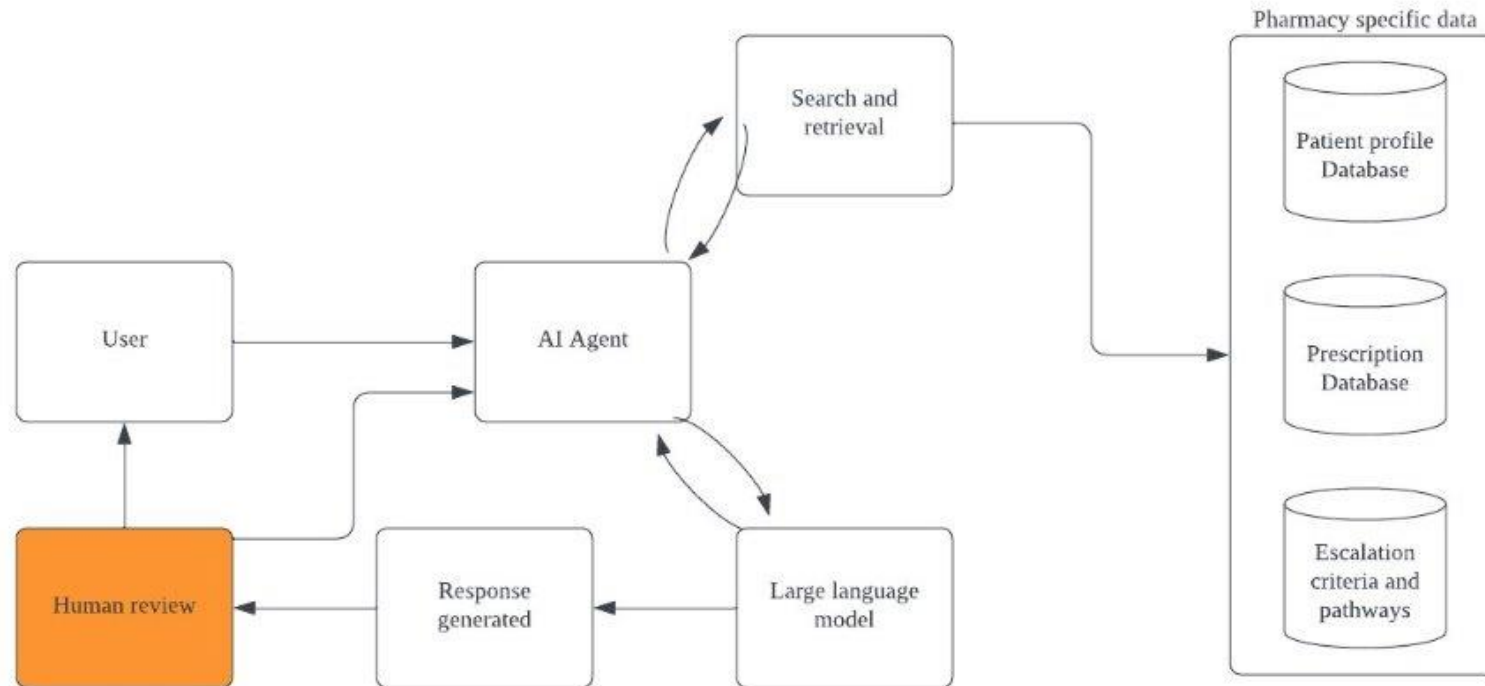 Pharmacy specific data
Search and
retrieval
Patient profile
Database
User
AI Agent
Prescription
Database
Human review
Response
generated
Large language
model
Escalation
criteria and
pathways